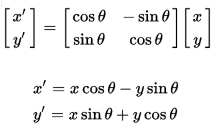 [x′ y′] = [cos θ −sin θ; sin θ cos θ] [x y]
x′ = x cos θ − y sin θ
y′ = x sin θ + y cos θ